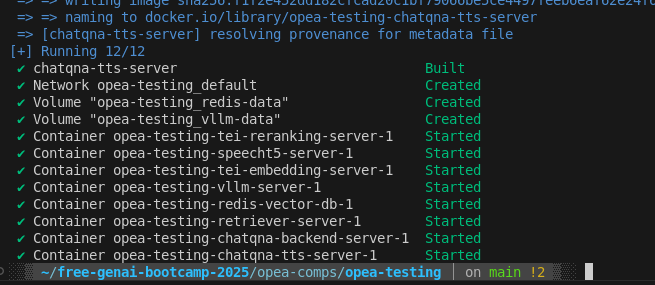 => => naming to docker.io/library/opea-testing-chatqna-tts-server
=> [chatqna-tts-server] resolving provenance for metadata file
[+] Running 12/12
✔ chatqna-tts-server Built
✔ Network opea-testing_default Created
✔ Volume "opea-testing_redis-data" Created
✔ Volume "opea-testing_vllm-data" Created
✔ Container opea-testing-tei-reranking-server-1 Started
✔ Container opea-testing-speecht5-server-1 Started
✔ Container opea-testing-tei-embedding-server-1 Started
✔ Container opea-testing-vllm-server-1 Started
✔ Container opea-testing-redis-vector-db-1 Started
✔ Container opea-testing-retriever-server-1 Started
✔ Container opea-testing-chatqna-backend-server-1 Started
✔ Container opea-testing-chatqna-tts-server-1 Started
~/free-genai-bootcamp-2025/opea-comps/opea-testing | on main !2